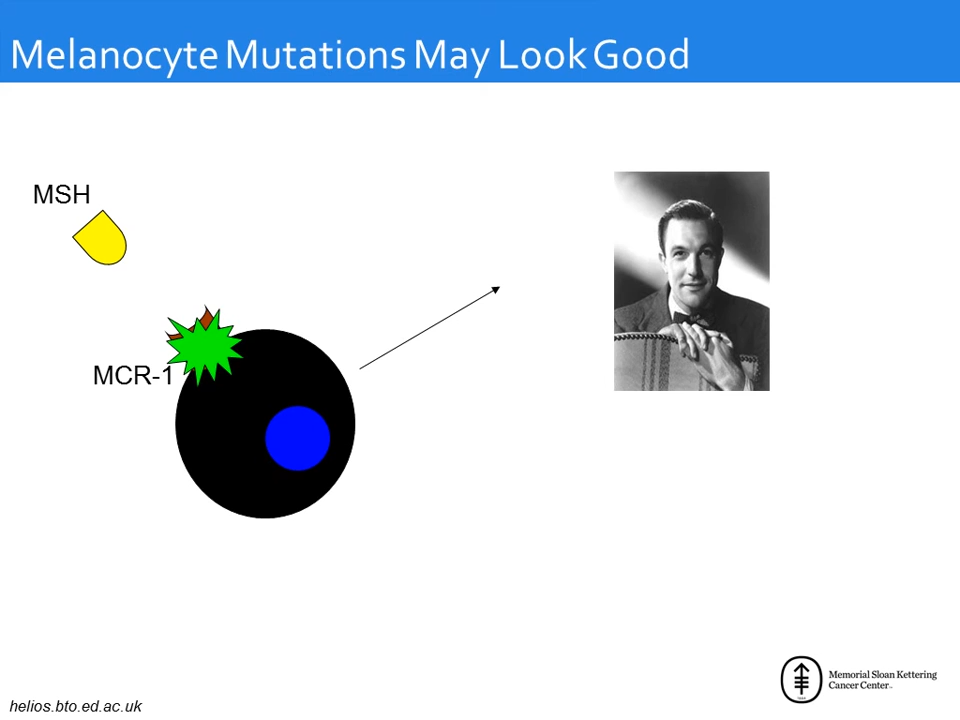 Melanocyte Mutations May Look Good
MSH
MCR-1
Memorial Sloan Kettering
Cancer Center
helios.bto.ed.ac.uk